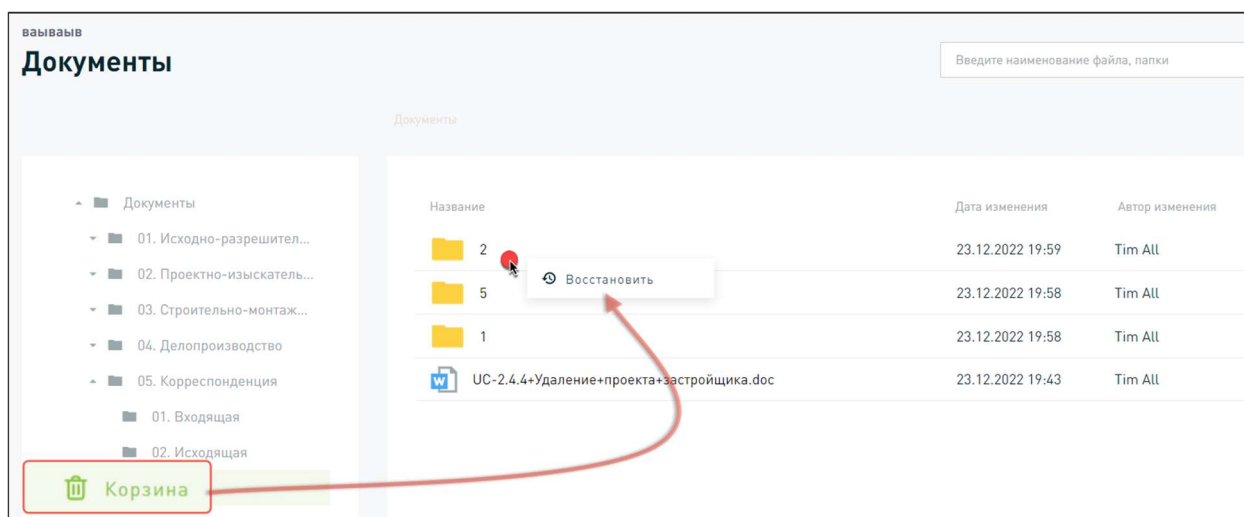 ваываыв
Документы
Введите наименование файла, папки
Документы
Документы
01. Исходно-разрешител...
02. Проектно-изыскатель...
03. Строительно-монтаж...
04. Делопроизводство
05. Корреспонденция
01. Входящая
02. Исходящая
Корзина
Название Дата изменения Автор изменения
2 23.12.2022 19:59 Tim All
Восстановить
5 23.12.2022 19:58 Tim All
1 23.12.2022 19:58 Tim All
UC-2.4.4+Удаление+проекта+застройщика.doc 23.12.2022 19:43 Tim All